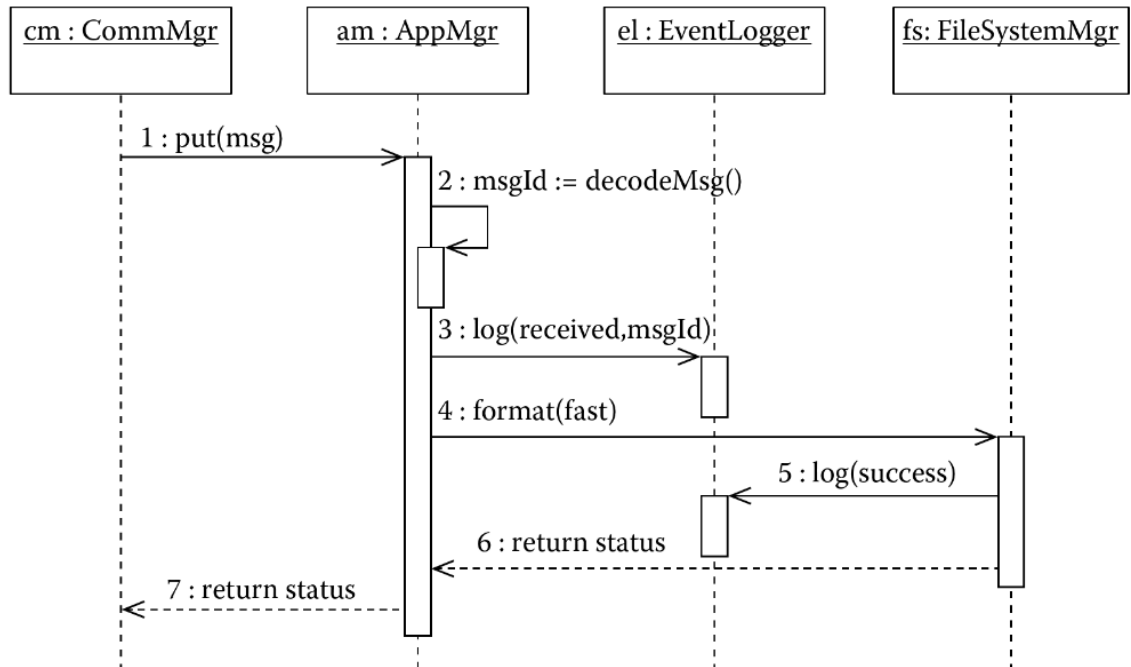 cm : CommMgr
am : AppMgr
el : EventLogger
fs: FileSystemMgr
1 : put(msg)
2 : msgId := decodeMsg()
3 : log(received,msgId)
4 : format(fast)
5 : log(success)
6 : return status
7 : return status